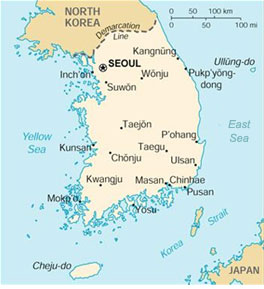 NORTH
KOREA
0 50 100 km
0 50 100 mi
Demarcation
Line
Kangnŭng
SEOUL
Ullŭng-do
Inch'ŏn
Wŏnju
Pukp'yŏng-
dong
Suwŏn
Yellow
Sea
East
Sea
Taejŏn
P'ohang
Kunsan
Taegu
Chŏnju
Ulsan
Kwangju
Masan
Chinhae
Pusan
Mokp'o
Yŏsu
Korea
Strait
Cheju-do
JAPAN